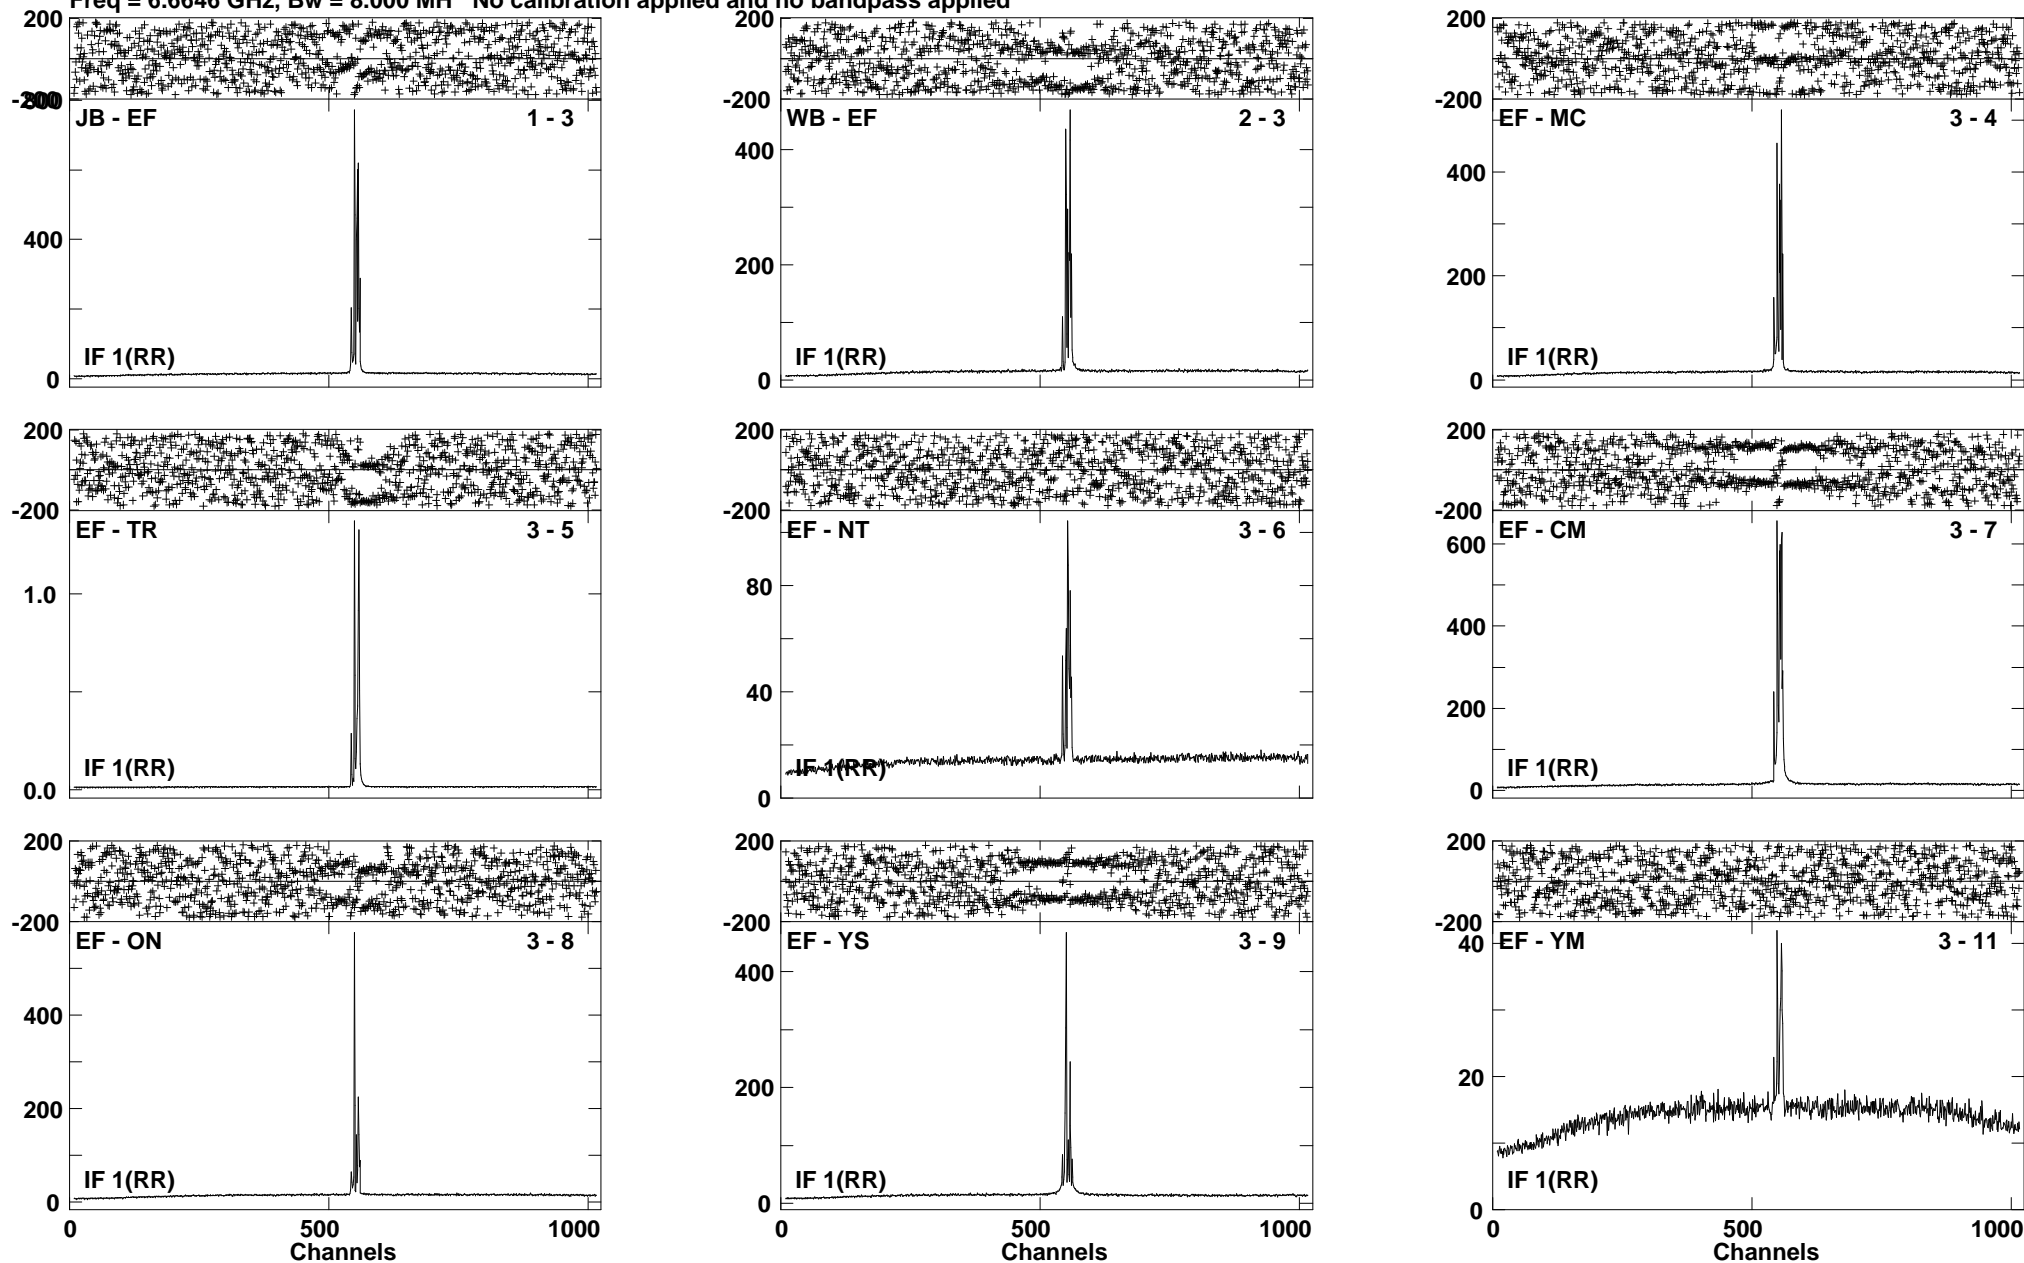 Freq = 6.6646 GHz, Bw = 8.000 MH No calibration applied and no bandpass applied
200
-200
800
JB - EF 1 - 3
400
IF 1(RR)
0
200
-200
WB - EF 2 - 3
400
200
IF 1(RR)
0
200
-200
EF - MC 3 - 4
400
200
IF 1(RR)
0
200
-200
EF - TR 3 - 5
1.0
IF 1(RR)
0.0
200
-200
EF - NT 3 - 6
80
40
IF 1(RR)
0
200
-200
EF - CM 3 - 7
600
400
200
IF 1(RR)
0
200
-200
EF - ON 3 - 8
400
200
IF 1(RR)
0
0 500 1000
Channels
200
-200
EF - YS 3 - 9
400
200
IF 1(RR)
0
0 500 1000
200
-200
EF - YM 3 - 11
40
20
IF 1(RR)
0
0 500 1000
Channels